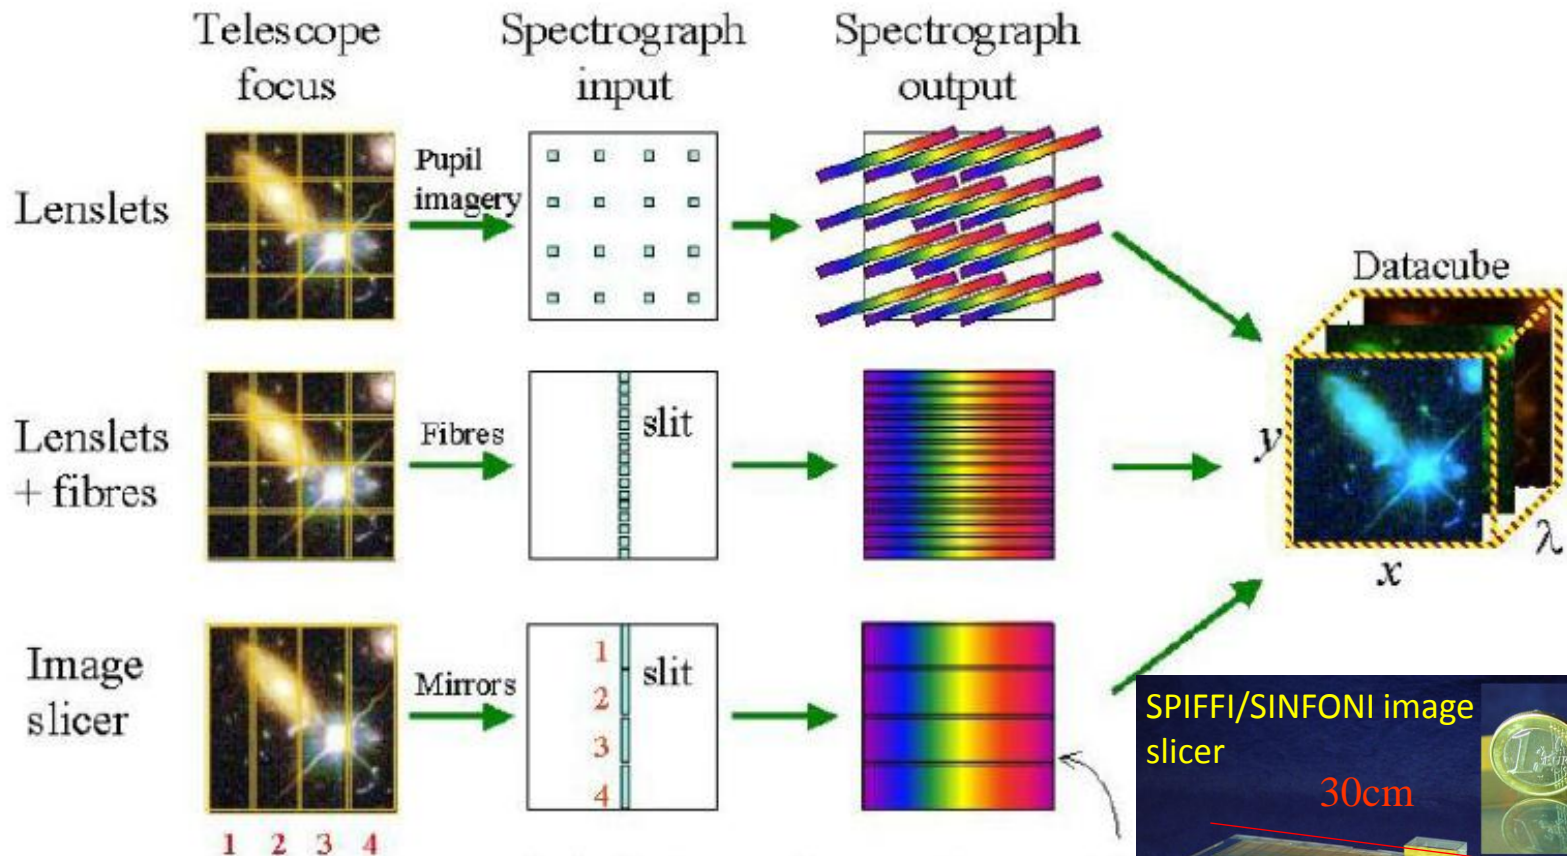 Telescope
focus
Spectrograph
input
Spectrograph
output
Lenslets
Pupil
imagery
Datacube
Lenslets
+ fibres
Fibres
slit
y
λ
x
Image
slicer
Mirrors
1
2
3
4
slit
1 2 3 4
SPIFFI/SINFONI image
slicer
30cm
1